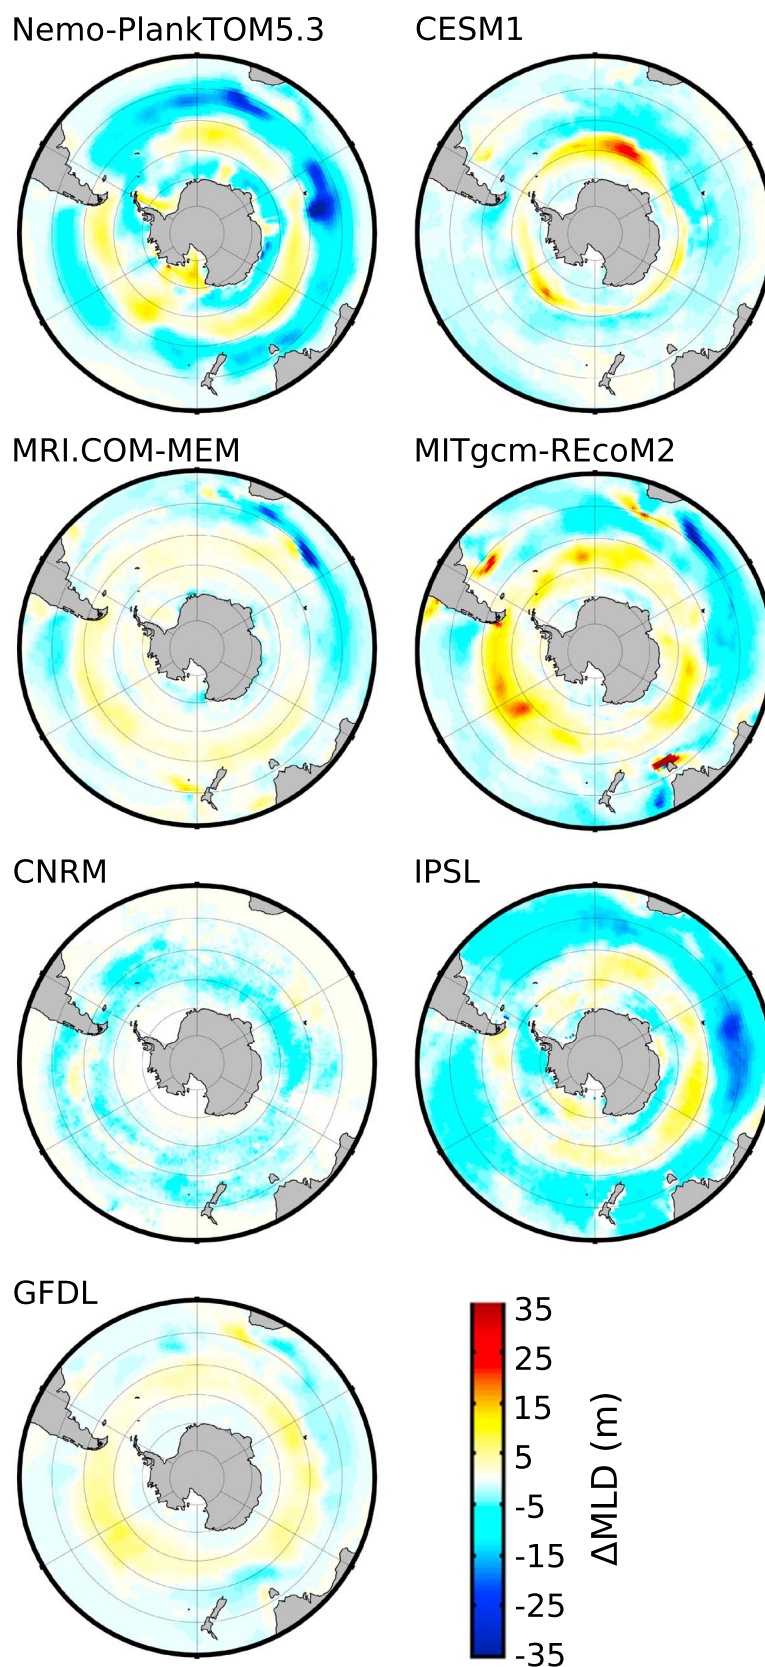 Nemo-PlankTOM5.3 CESM1
MRI.COM-MEM MITgcm-REcoM2
CNRM IPSL
GFDL
35
25
15
5
-5
-15
-25
-35
ΔMLD (m)